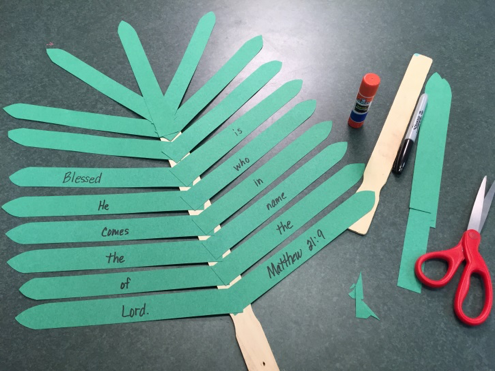 Blessed
is
He
who
Comes
in
the
name
of
the
Lord.
Matthew 21:9